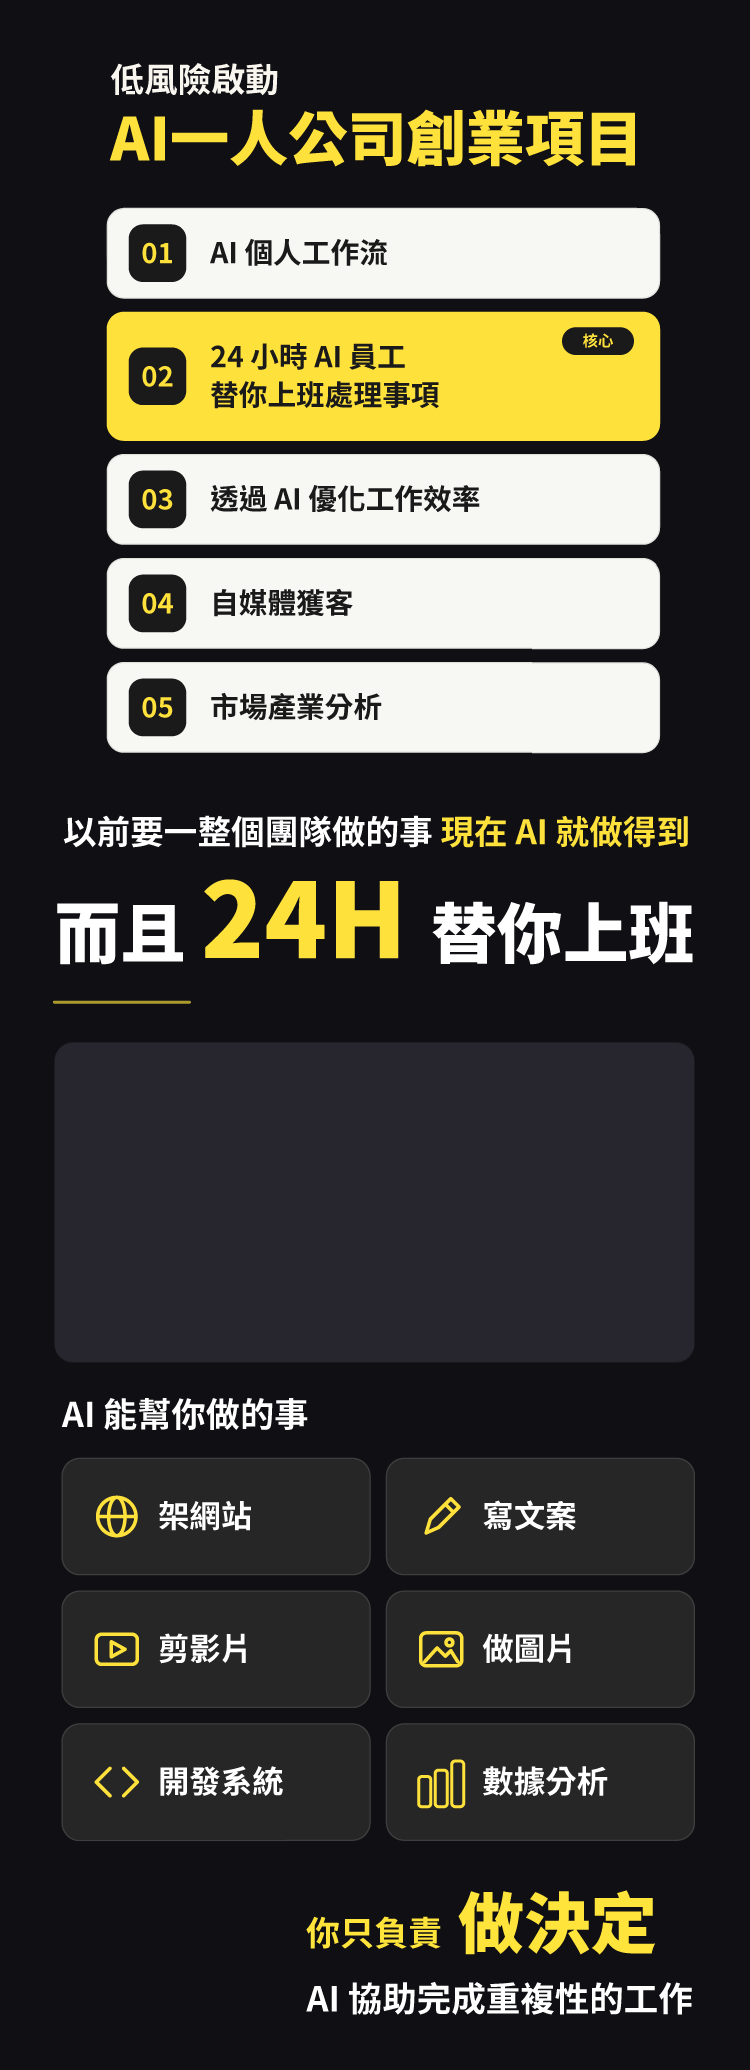 低風險啟動
AI一人公司創業項目
01 AI 個人工作流
核心
02 24 小時 AI 員工
替你上班處理事項
03 透過 AI 優化工作效率
04 自媒體獲客
05 市場產業分析
以前要一整個團隊做的事 現在 AI 就做得到
而且 24H 替你上班
AI 能幫你做的事
架網站 寫文案
剪影片 做圖片
開發系統 數據分析
你只負責 做決定
AI 協助完成重複性的工作